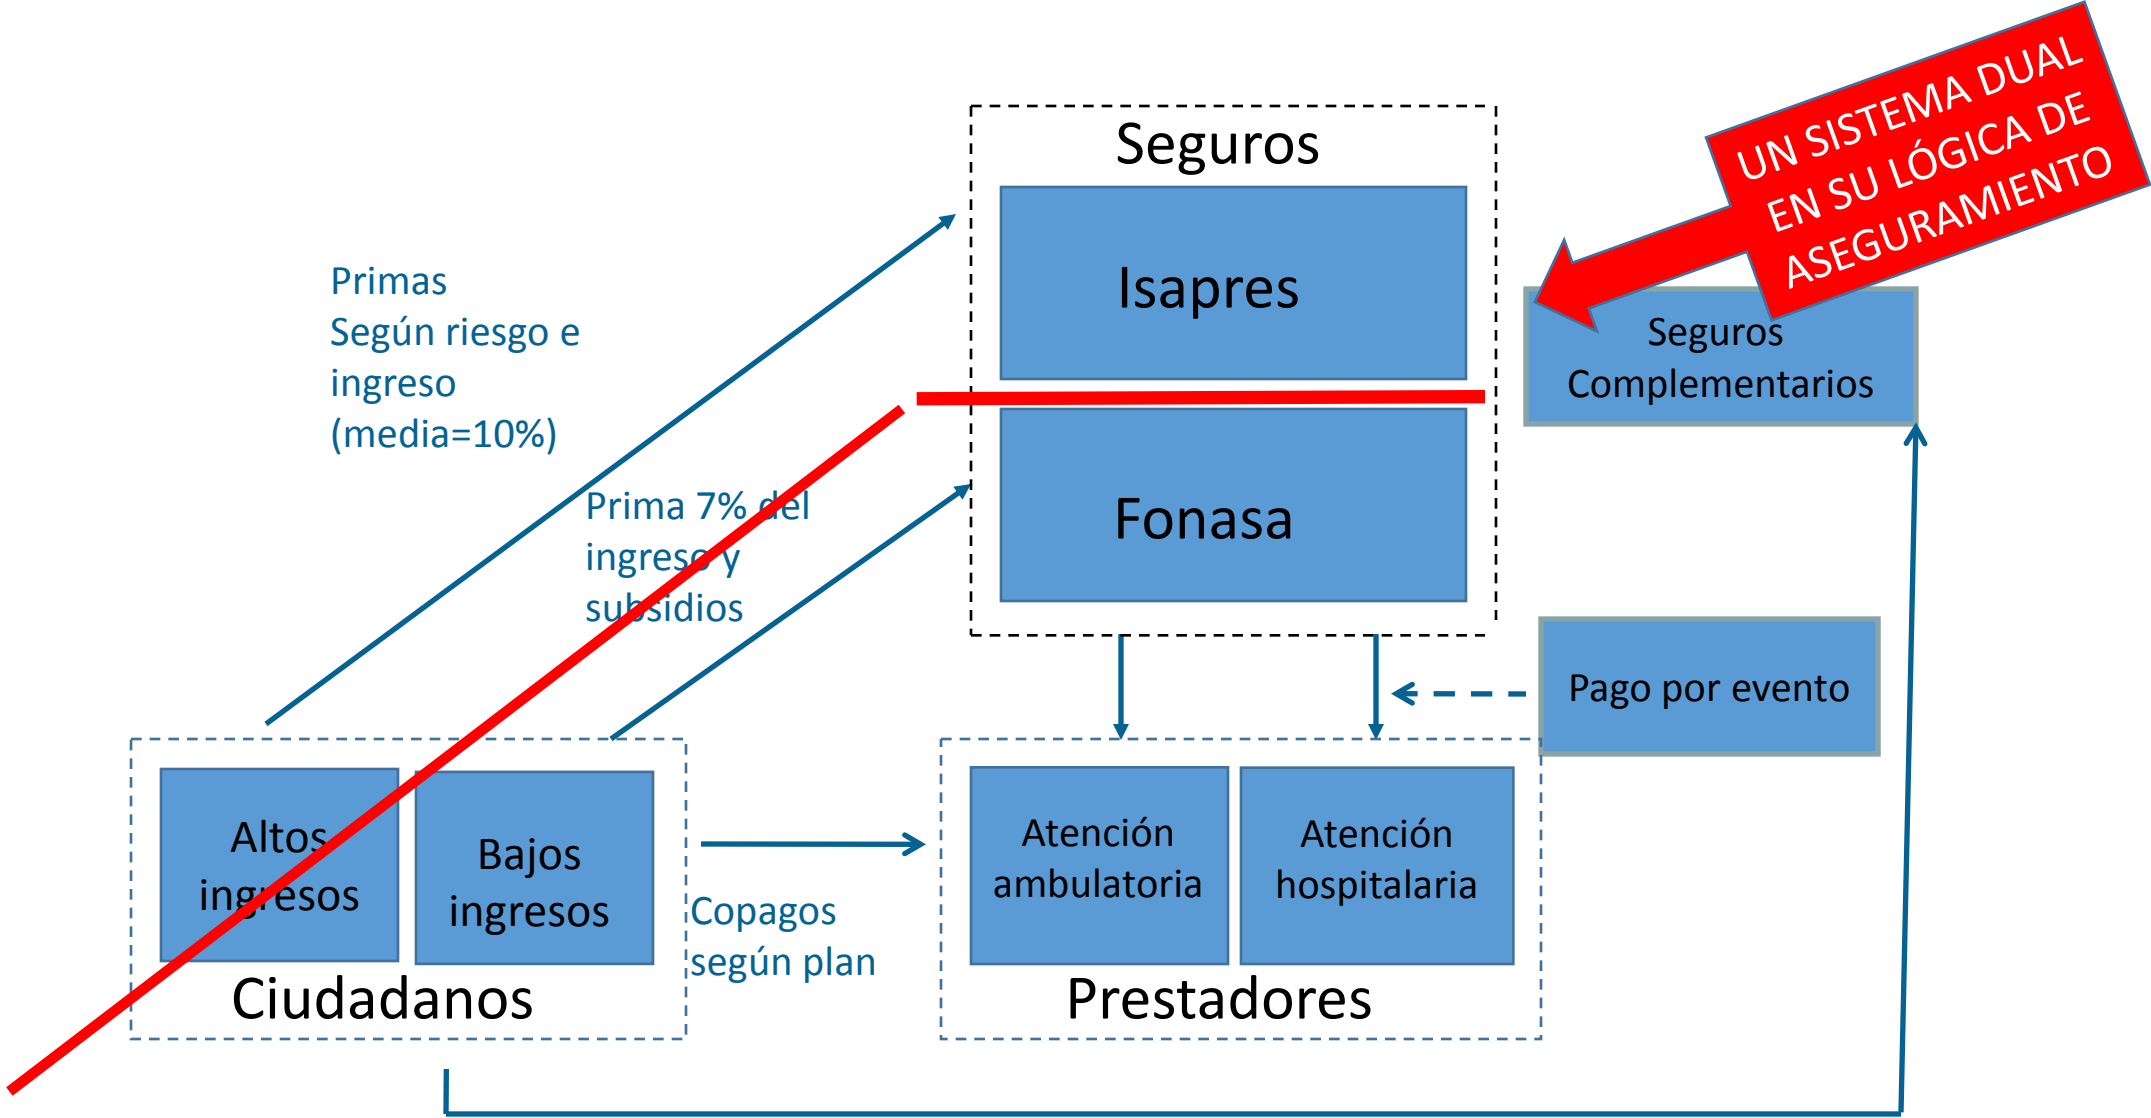 UN SISTEMA DUAL
EN SU LÓGICA DE
ASEGURAMIENTO
Seguros
Isapres
Primas
Según riesgo e
ingreso
(media=10%)
Seguros
Complementarios
Prima 7% del
ingreso y
subsidios
Fonasa
Pago por evento
Altos
ingresos
Bajos
ingresos
Ciudadanos
Copagos
según plan
Atención
ambulatoria
Atención
hospitalaria
Prestadores